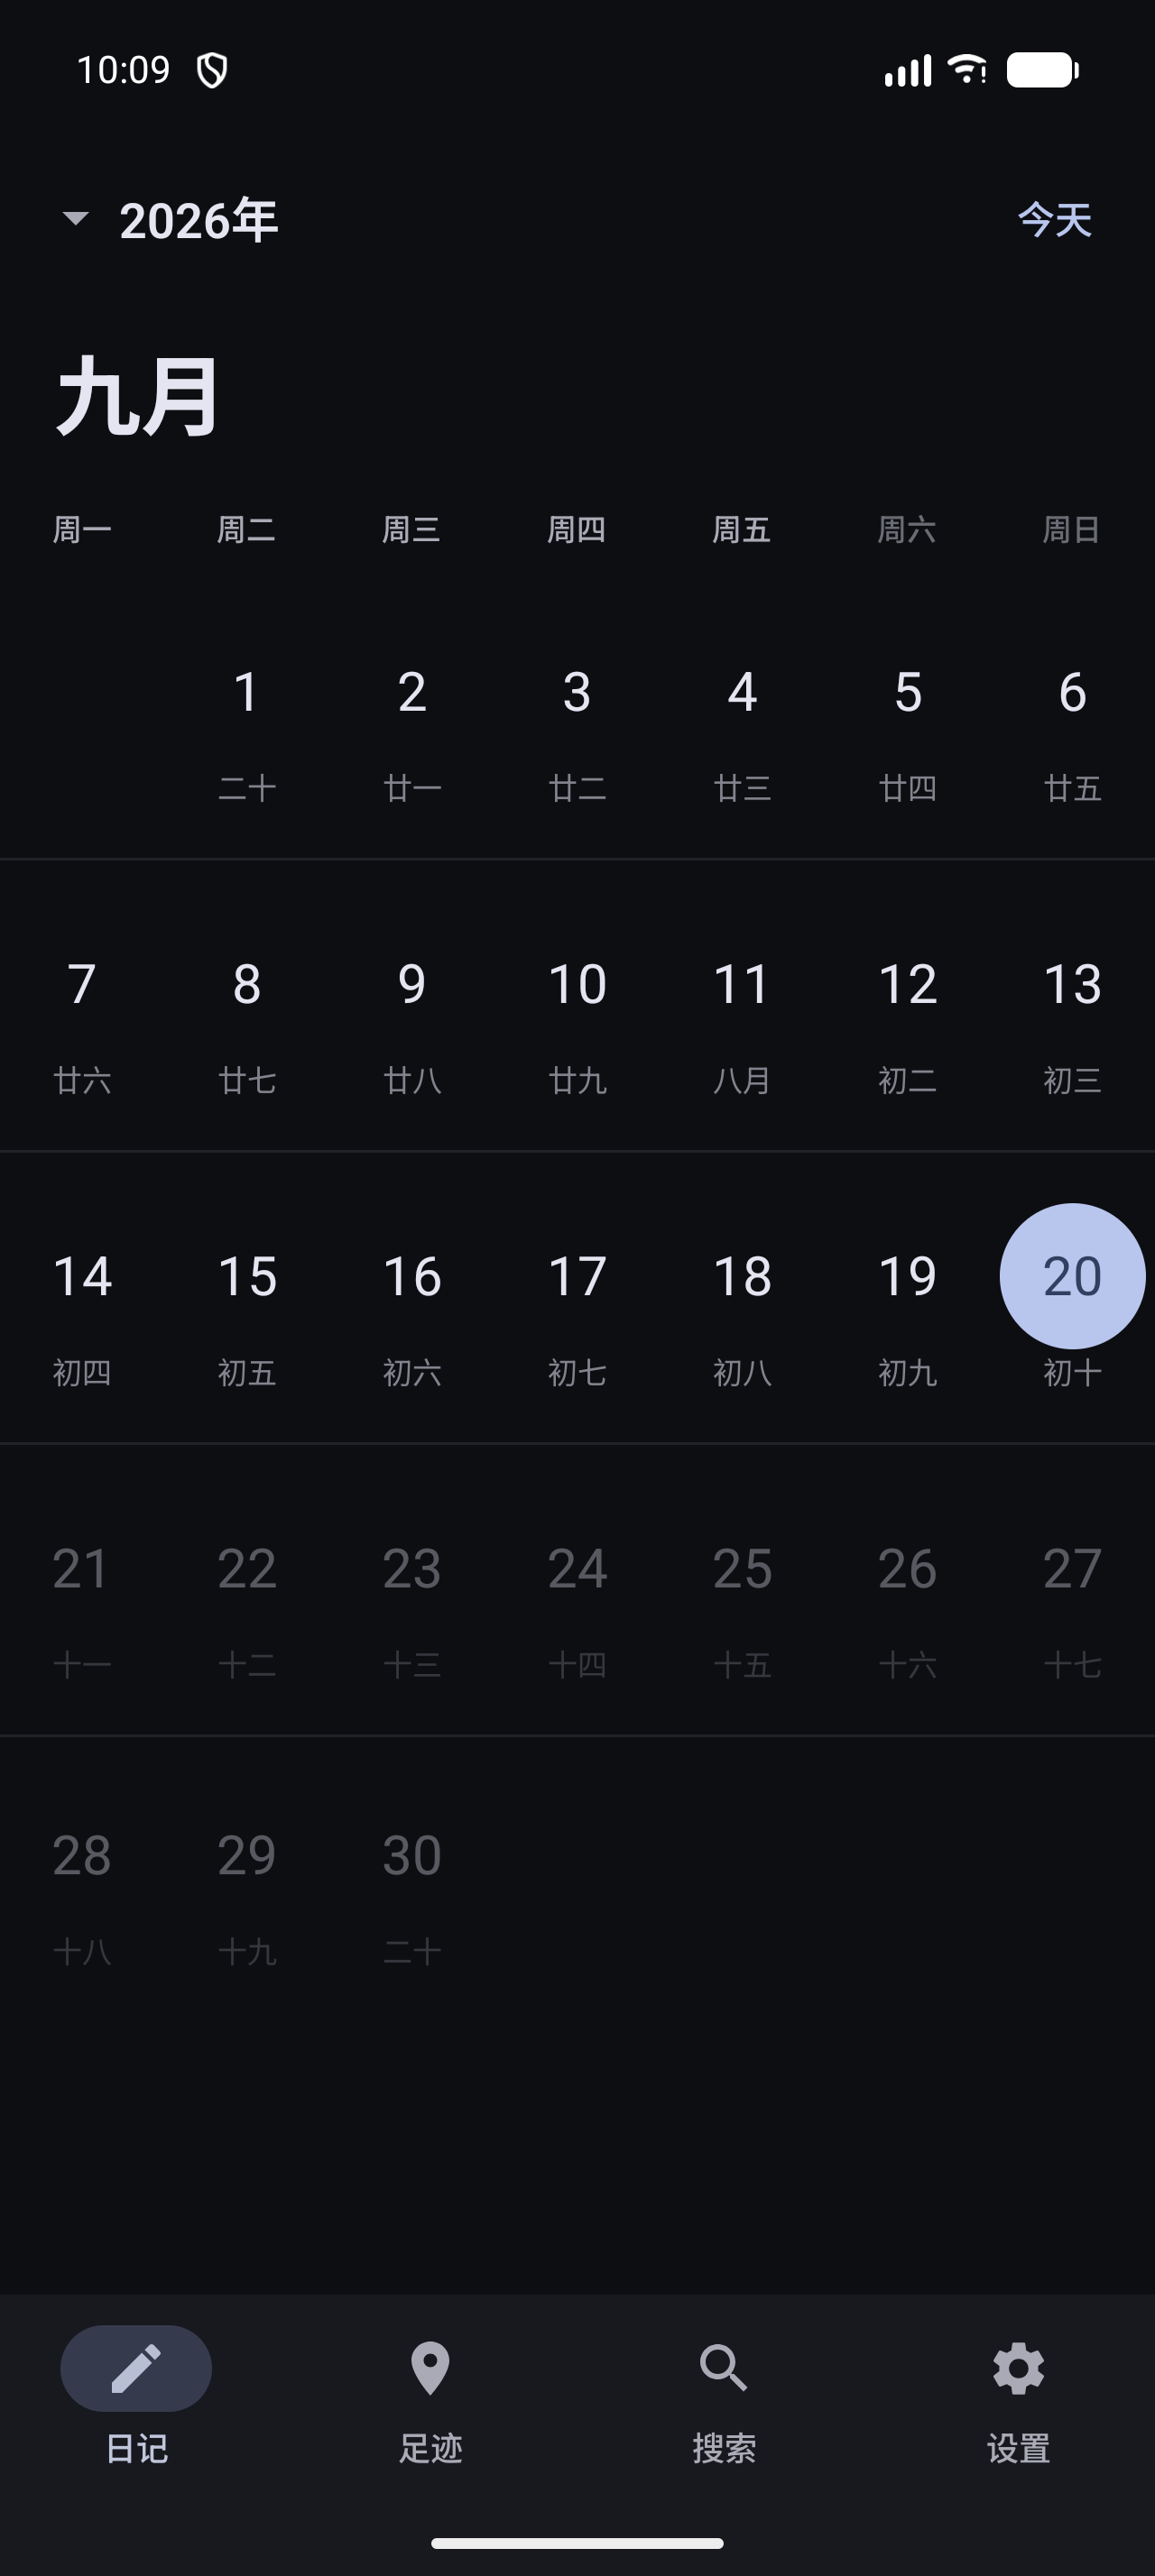 10:09
2026年 今天
九月
周一 周二 周三 周四 周五 周六 周日
1 2 3 4 5 6
二十 廿一 廿二 廿三 廿四 廿五
7 8 9 10 11 12 13
廿六 廿七 廿八 廿九 八月 初二 初三
14 15 16 17 18 19 20
初四 初五 初六 初七 初八 初九 初十
21 22 23 24 25 26 27
十一 十二 十三 十四 十五 十六 十七
28 29 30
十八 十九 二十
日记 足迹 搜索 设置